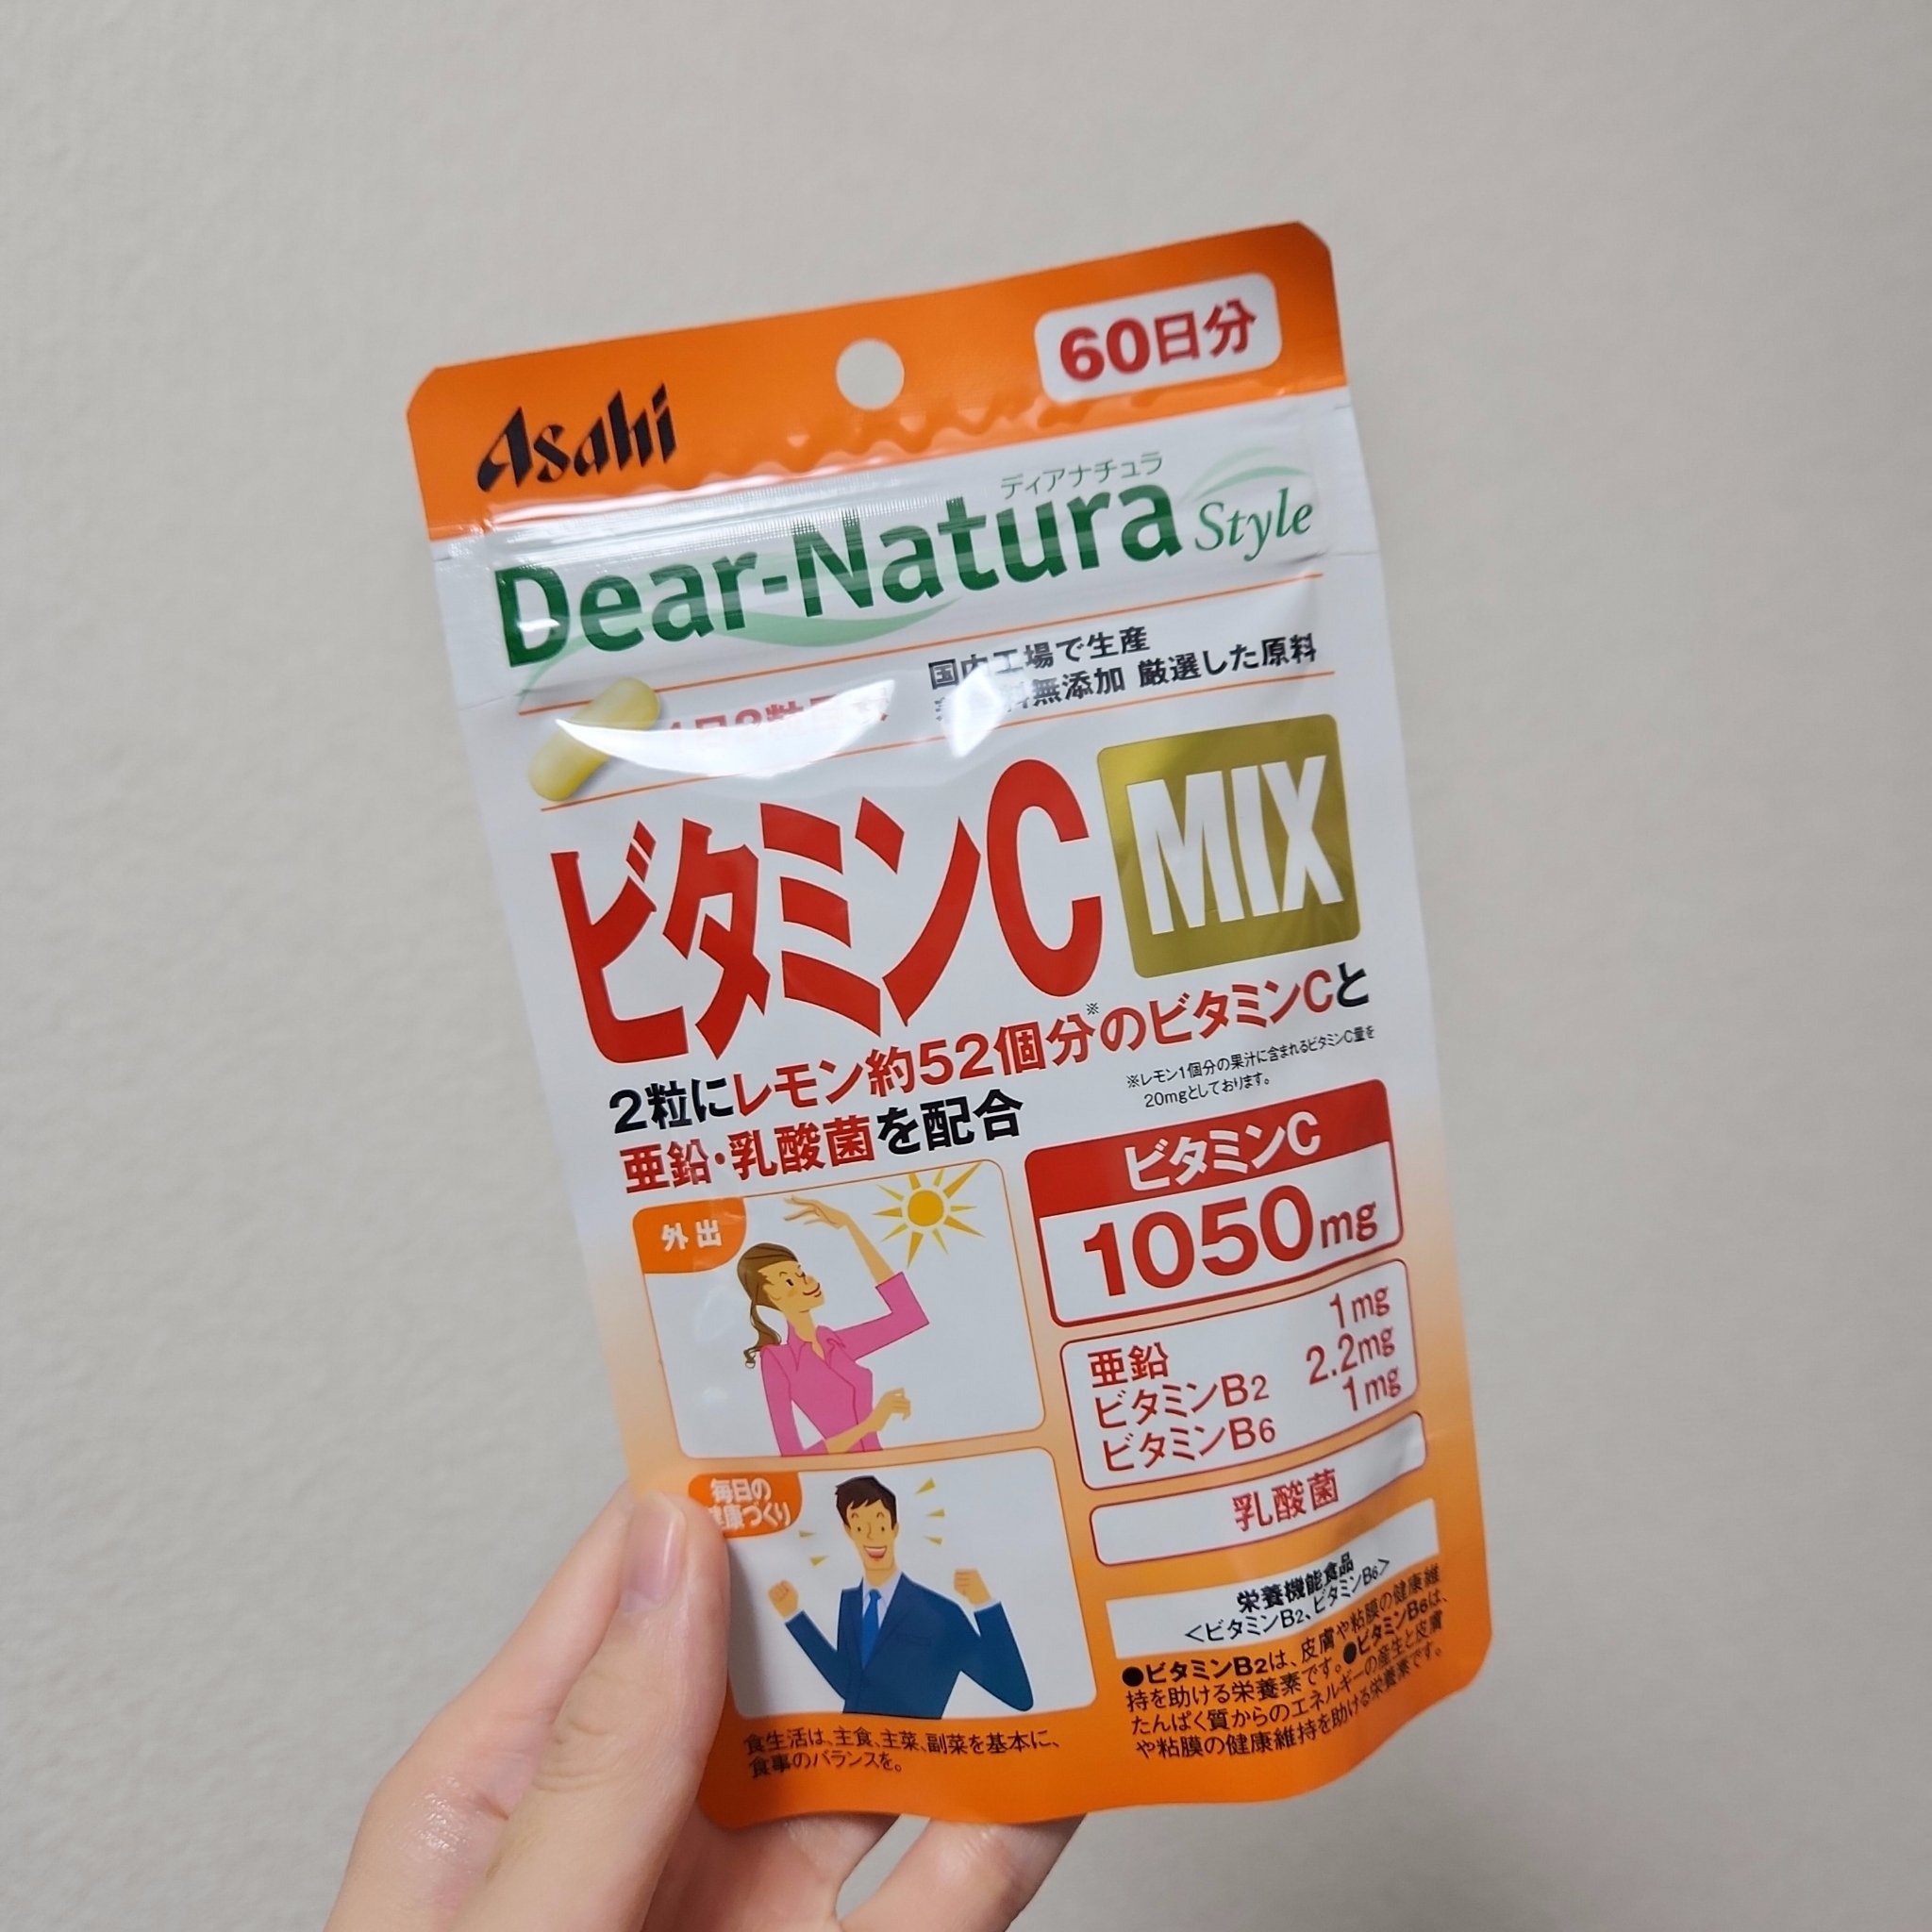 60日分
Asahi
ディアナチュラ
Dear-Natura Style
国内工場で生産
無添加 厳選した原料
ビタミンC MIX
2粒にレモン約52個分※のビタミンCと
亜鉛・乳酸菌を配合
※レモン1個分の果汁に含まれるビタミンC量を
20mgとしております。
外出
ビタミンC
1050mg
亜鉛 1mg
ビタミンB2 2.2mg
ビタミンB6 1mg
乳酸菌
毎日の
健康づくり
栄養機能食品
<ビタミンB2、ビタミンB6>
●ビタミンB2は、皮膚や粘膜の健康維
持を助ける栄養素です。●ビタミンB6は、
たんぱく質からのエネルギーの産生と皮膚
や粘膜の健康維持を助ける栄養素です。
食生活は、主食、主菜、副菜を基本に、
食事のバランスを。